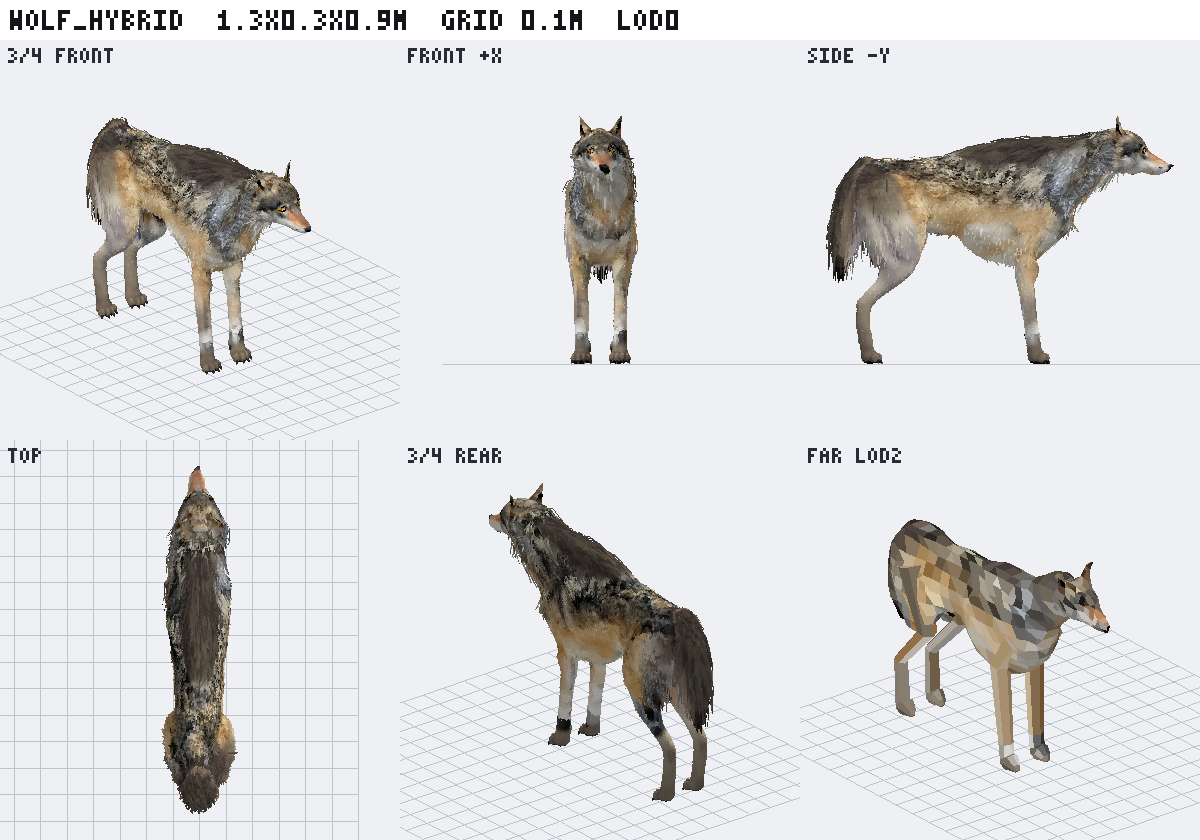 WOLF_HYBRID 1.3X0.3X0.9M GRID 0.1M LOD0
3/4 FRONT
FRONT +X
SIDE -Y
TOP
3/4 REAR
FAR LOD2